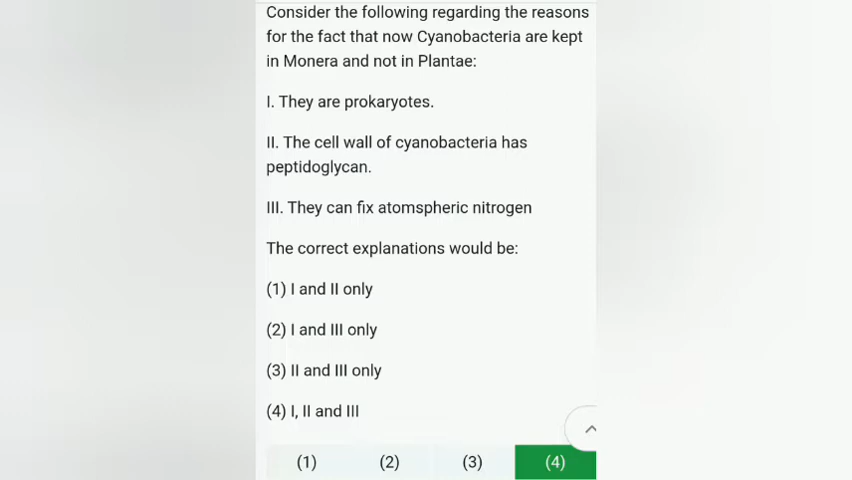 Consider the following regarding the reasons
for the fact that now Cyanobacteria are kept
in Monera and not in Plantae:
I. They are prokaryotes.
II. The cell wall of cyanobacteria has
peptidoglycan.
III. They can fix atomspheric nitrogen
The correct explanations would be:
(1) I and II only
(2) I and III only
(3) II and III only
(4) I, II and III
(1) (2) (3) (4)